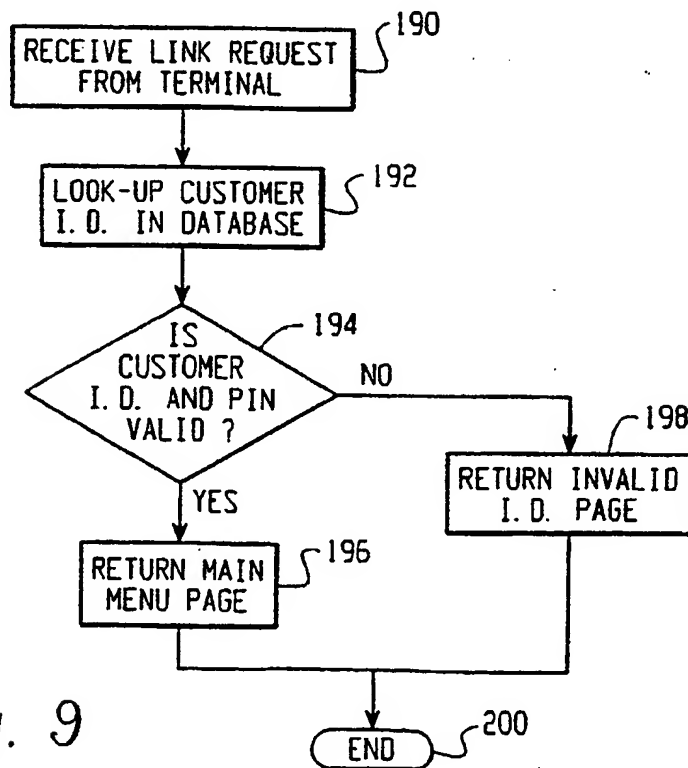 190
RECEIVE LINK REQUEST
FROM TERMINAL
192
LOOK-UP CUSTOMER
I.D. IN DATABASE
194
IS
CUSTOMER
I.D. AND PIN
VALID ?
NO
YES
198
RETURN INVALID
I.D. PAGE
196
RETURN MAIN
MENU PAGE
200
END
. 9